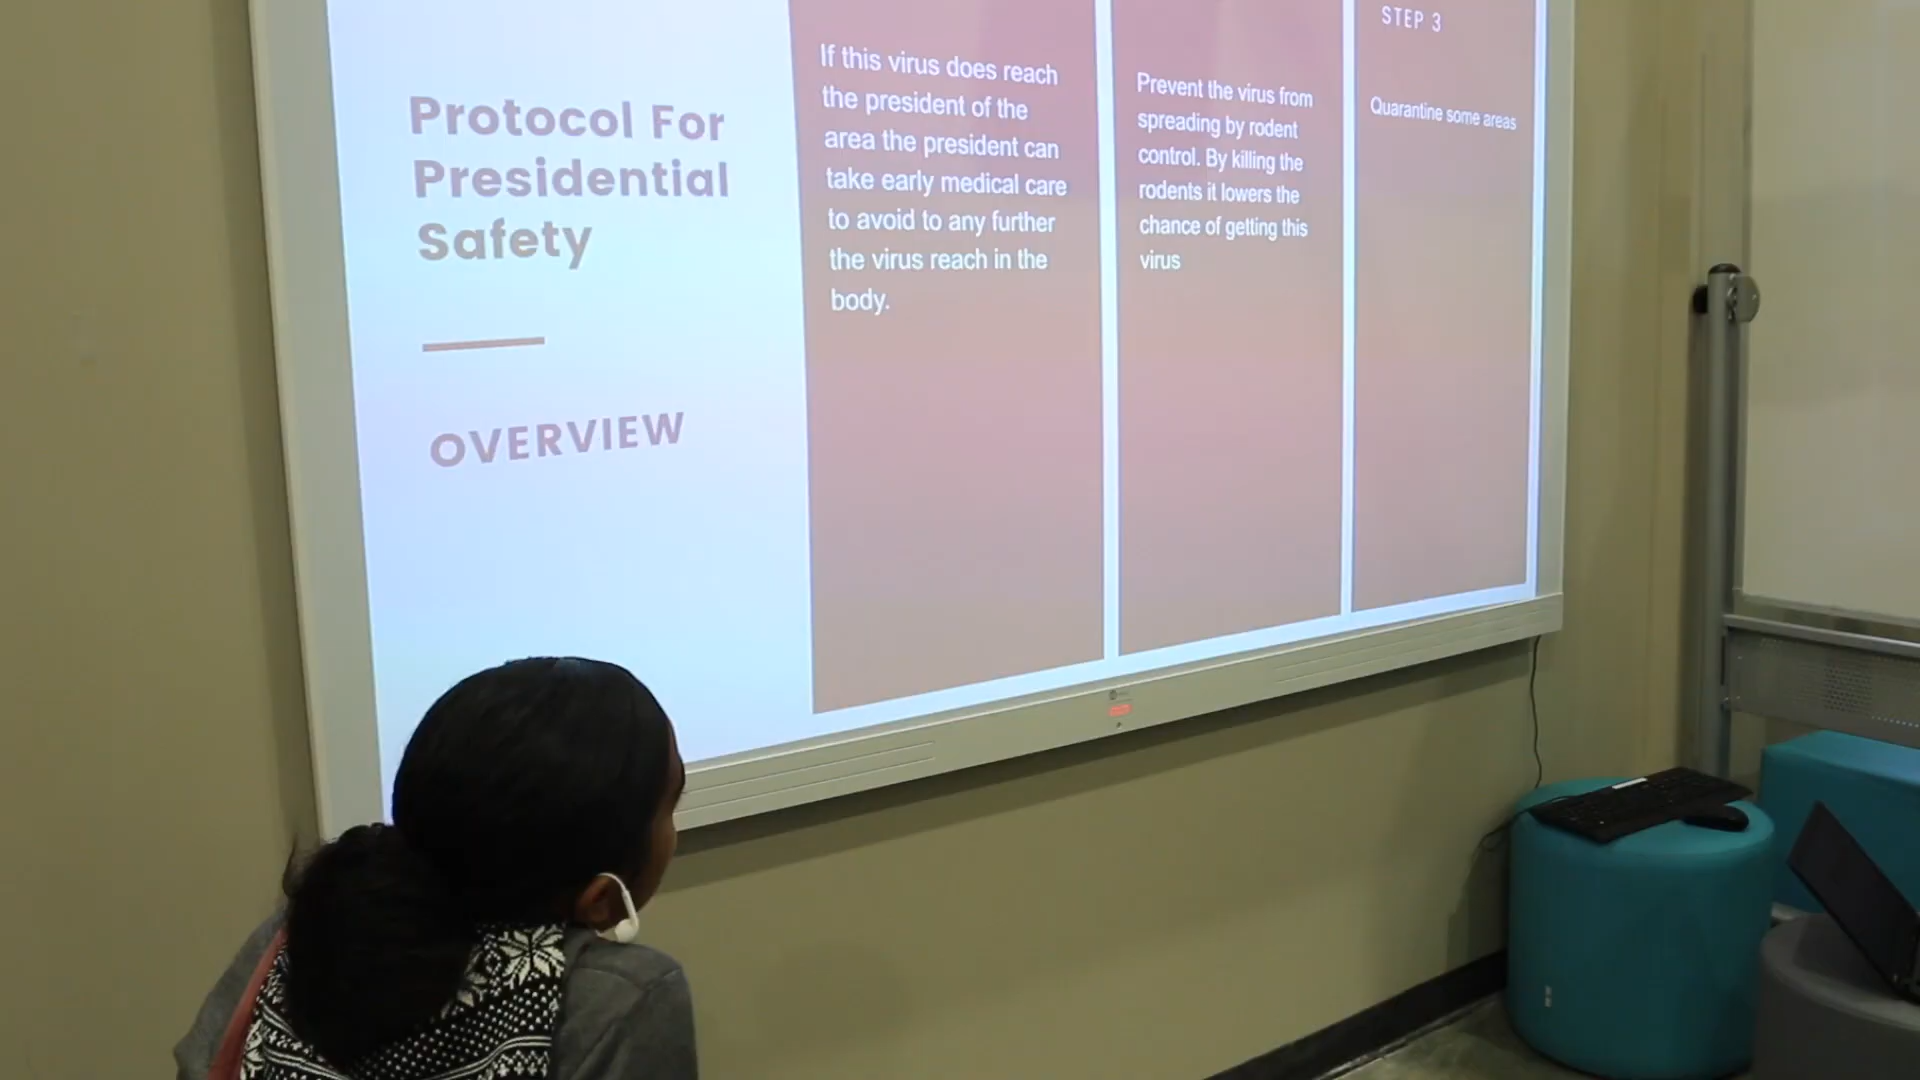 Protocol For
Presidential
Safety
OVERVIEW
If this virus does reach
the president of the
area the president can
take early medical care
to avoid to any further
the virus reach in the
body.
Prevent the virus from
spreading by rodent
control. By killing the
rodents it lowers the
chance of getting this
virus
STEP 3
Quarantine some areas